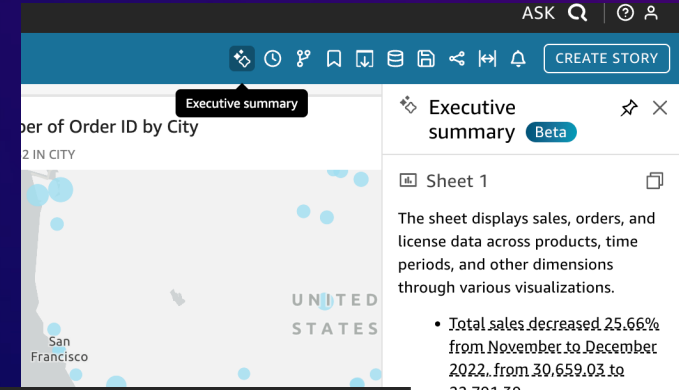 ASK
CREATE STORY
Executive summary
ber of Order ID by City
2 IN CITY
UNITED
STATES
San
Francisco
Executive
summary Beta
Sheet 1
The sheet displays sales, orders, and
license data across products, time
periods, and other dimensions
through various visualizations.
• Total sales decreased 25.66%
from November to December
2022, from 30,659.03 to